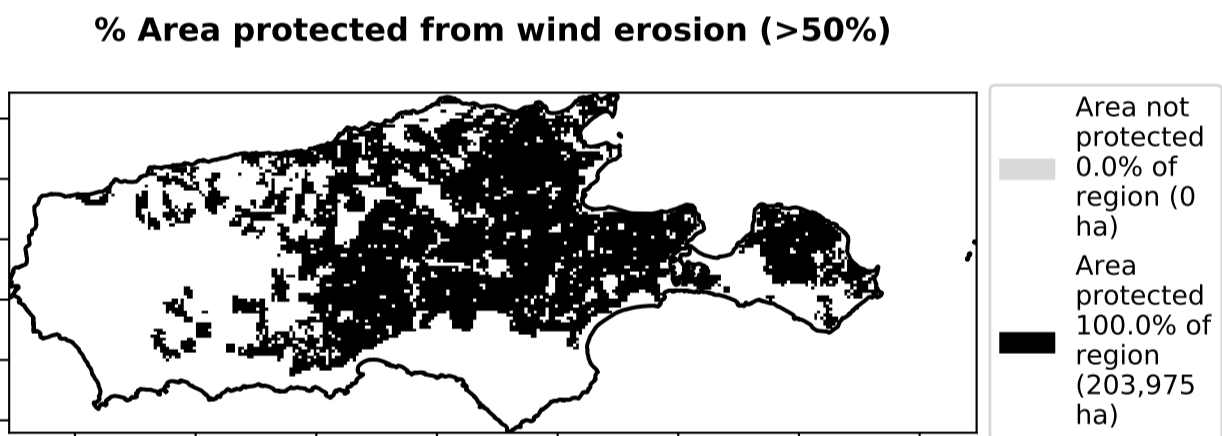 % Area protected from wind erosion (>50%)
Area not
protected
0.0% of
region (0
ha)
Area
protected
100.0% of
region
(203,975
ha)